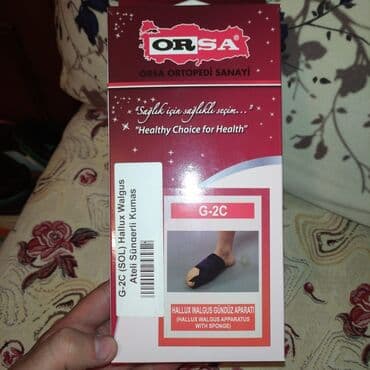 ORSA
ORSA ORTOPEDİ SANAYİ
"Sağlık için sağlıklı seçim..."
"Healthy Choice for Health"
G-2C (SOL) Hallux Walgus
Ateli Süngerli Kumas
G-2C
HALLUX WALGUS GÜNDÜZ APARATI
(HALLUX WALGUS APPARATUS
WITH SPONGE)